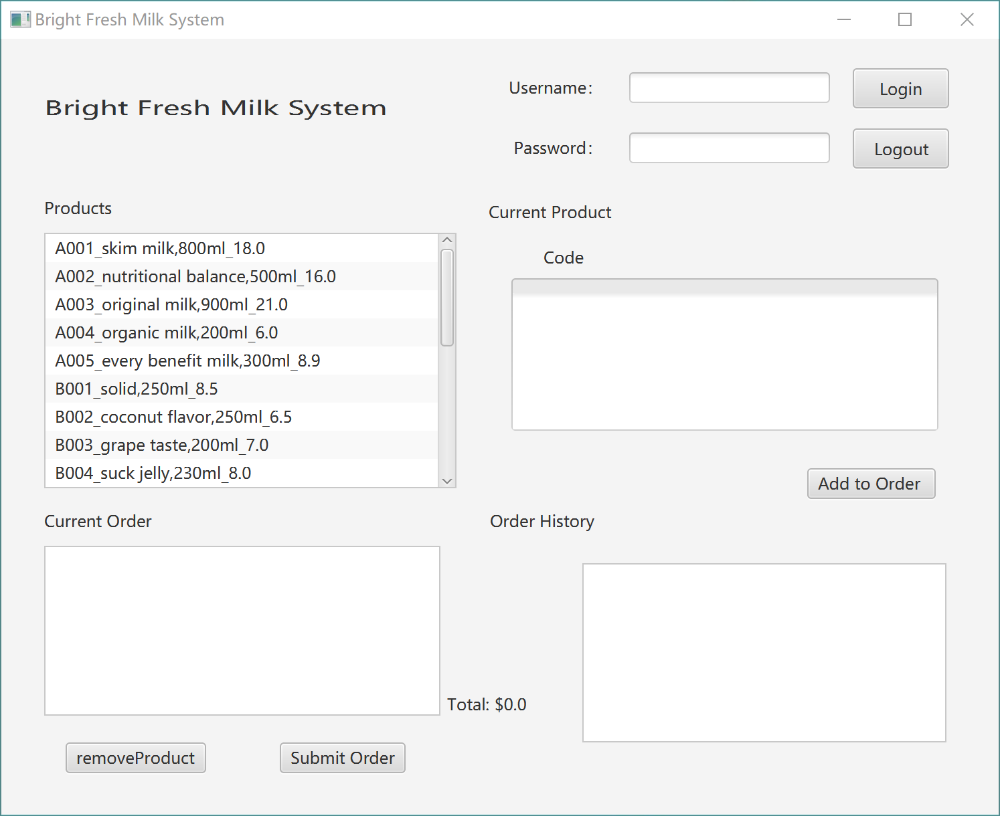 Bright Fresh Milk System
Username:
Login
Bright Fresh Milk System
Password:
Logout
Products
Current Product
A001_skim milk,800ml_18.0
A002_nutritional balance,500ml_16.0
A003_original milk,900ml_21.0
A004_organic milk,200ml_6.0
A005_every benefit milk,300ml_8.9
B001_solid,250ml_8.5
B002_coconut flavor,250ml_6.5
B003_grape taste,200ml_7.0
B004_suck jelly,230ml_8.0
Code
Add to Order
Current Order
Order History
Total: $0.0
removeProduct
Submit Order